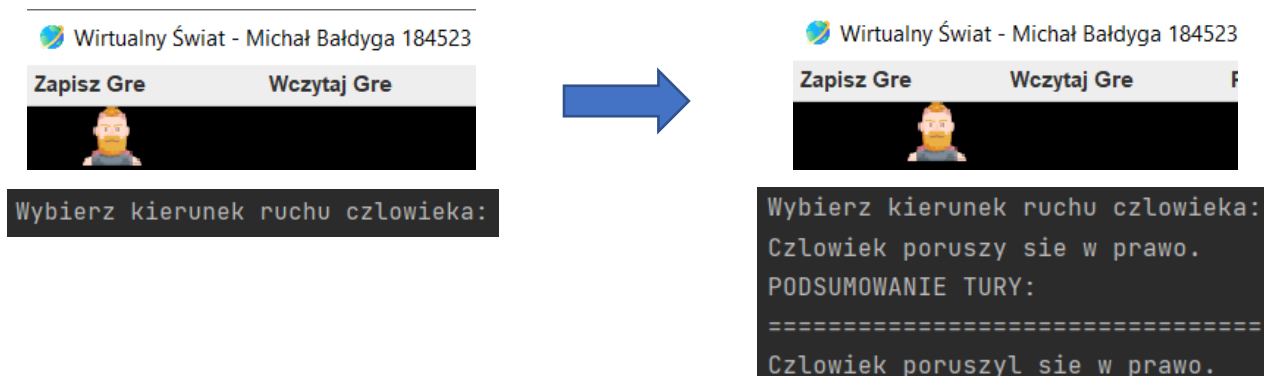 Wirtualny Świat - Michał Bałdyga 184523
Zapisz Gre Wczytaj Gre
Wybierz kierunek ruchu czlowieka:
Wirtualny Świat - Michał Bałdyga 184523
Zapisz Gre Wczytaj Gre
Wybierz kierunek ruchu czlowieka:
Czlowiek poruszy sie w prawo.
PODSUMOWANIE TURY:
=================================
Czlowiek poruszyl sie w prawo.